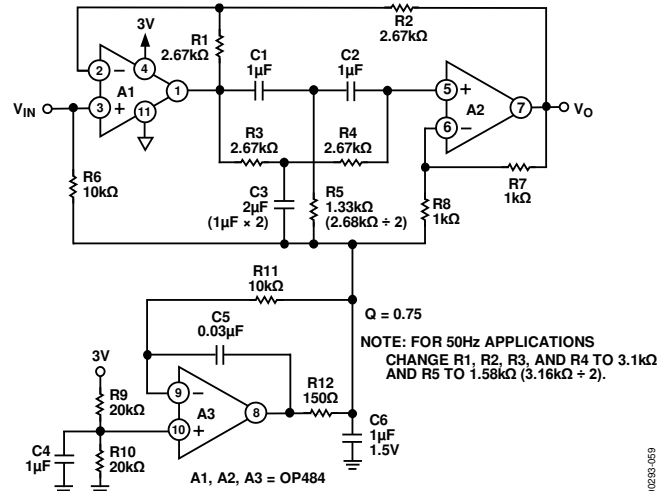 R2
2.67kΩ
3V
R1
2.67kΩ
C1
1µF
C2
1µF
2
−
4
A1
1
3
+
11
VIN
5
+
A2
7
6
−
VO
R3
2.67kΩ
R4
2.67kΩ
R6
10kΩ
C3
2µF
(1µF × 2)
R5
1.33kΩ
(2.68kΩ ÷ 2)
R8
1kΩ
R7
1kΩ
R11
10kΩ
C5
0.03µF
Q = 0.75
NOTE: FOR 50Hz APPLICATIONS
CHANGE R1, R2, R3, AND R4 TO 3.1kΩ
AND R5 TO 1.58kΩ (3.16kΩ ÷ 2).
3V
R9
20kΩ
9
−
A3
8
10
+
R12
150Ω
C4
1µF
R10
20kΩ
C6
1µF
1.5V
A1, A2, A3 = OP484
00293-059